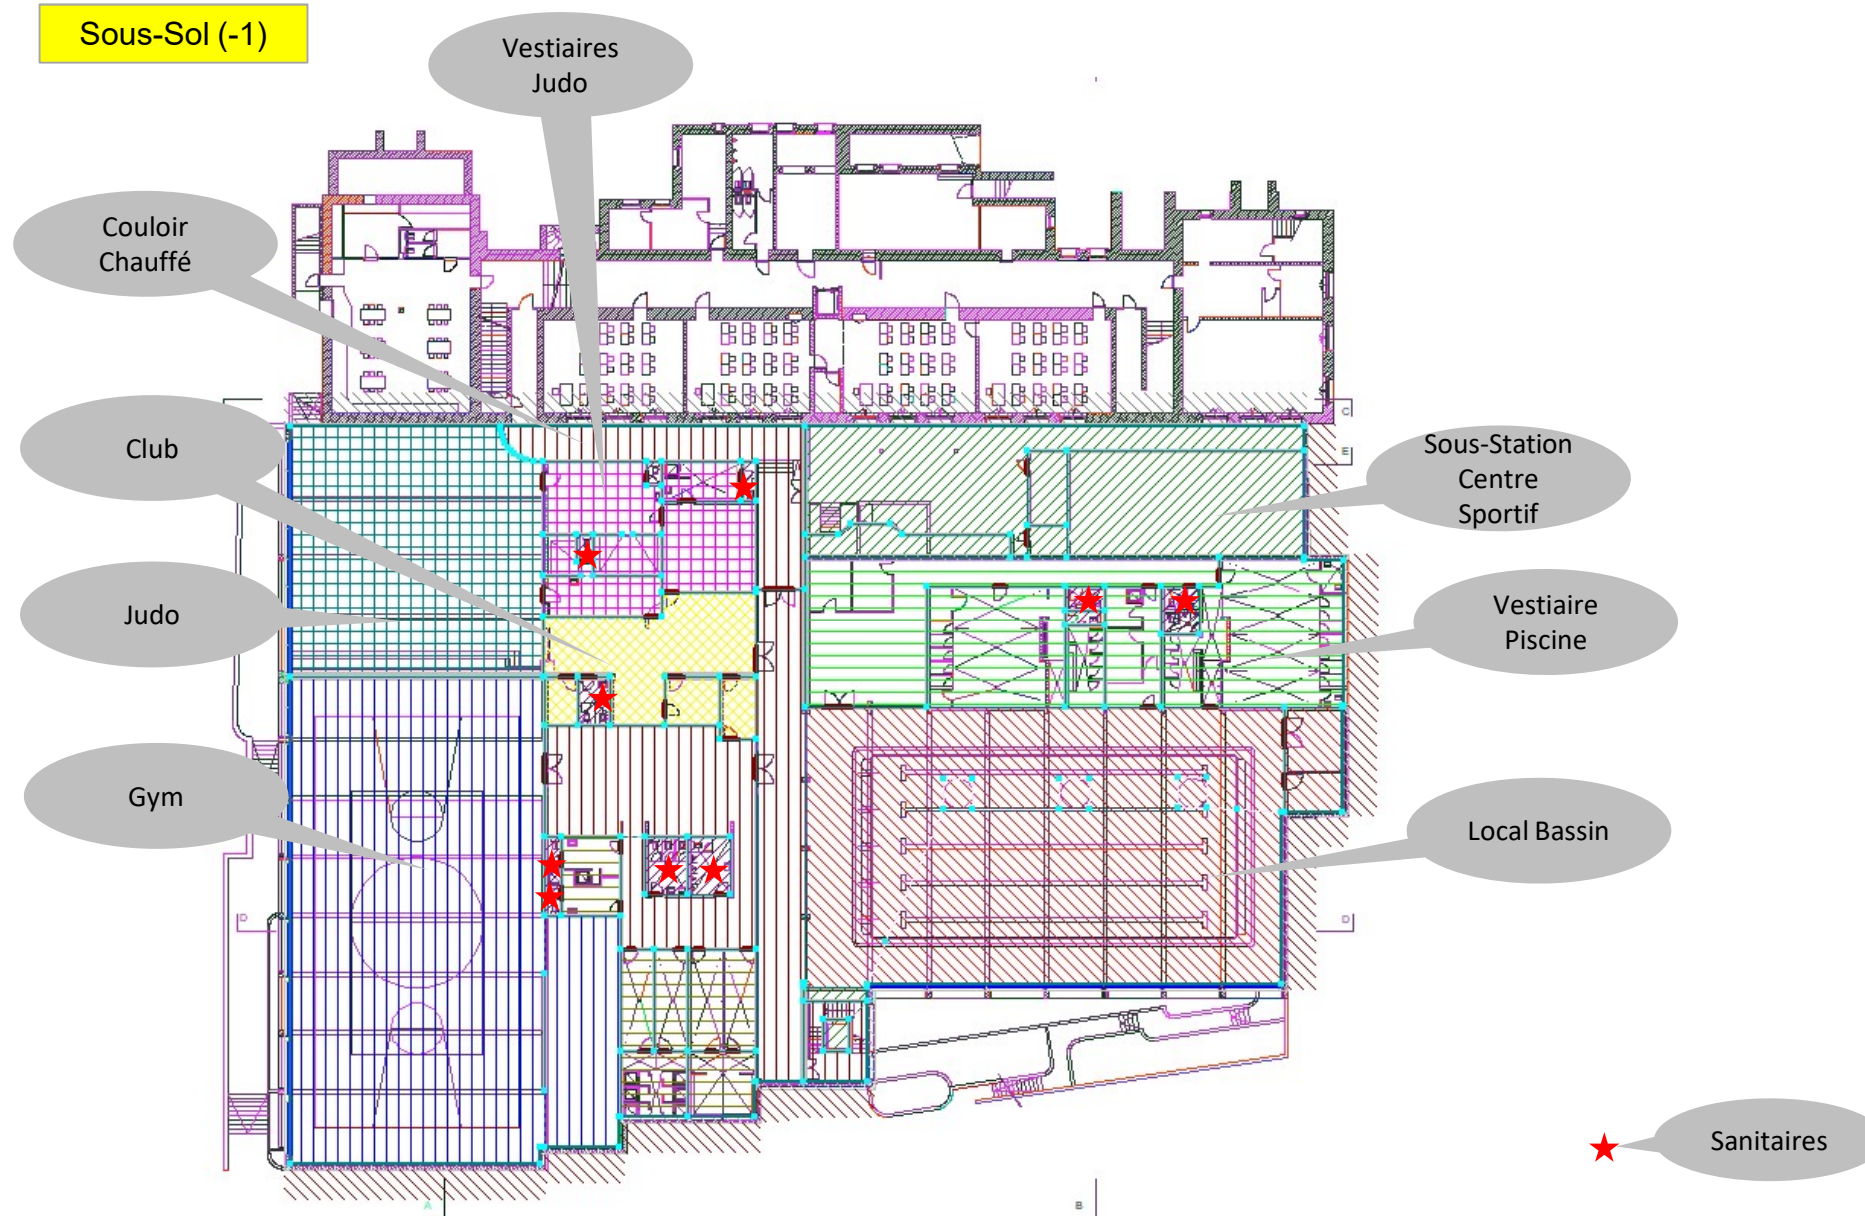 Sous-Sol (-1)
Vestiaires
Judo
Couloir
Chauffé
Club
Sous-Station
Centre
Sportif
Judo
Vestiaire
Piscine
Gym
Local Bassin
Sanitaires
C
E
D
D
A
B